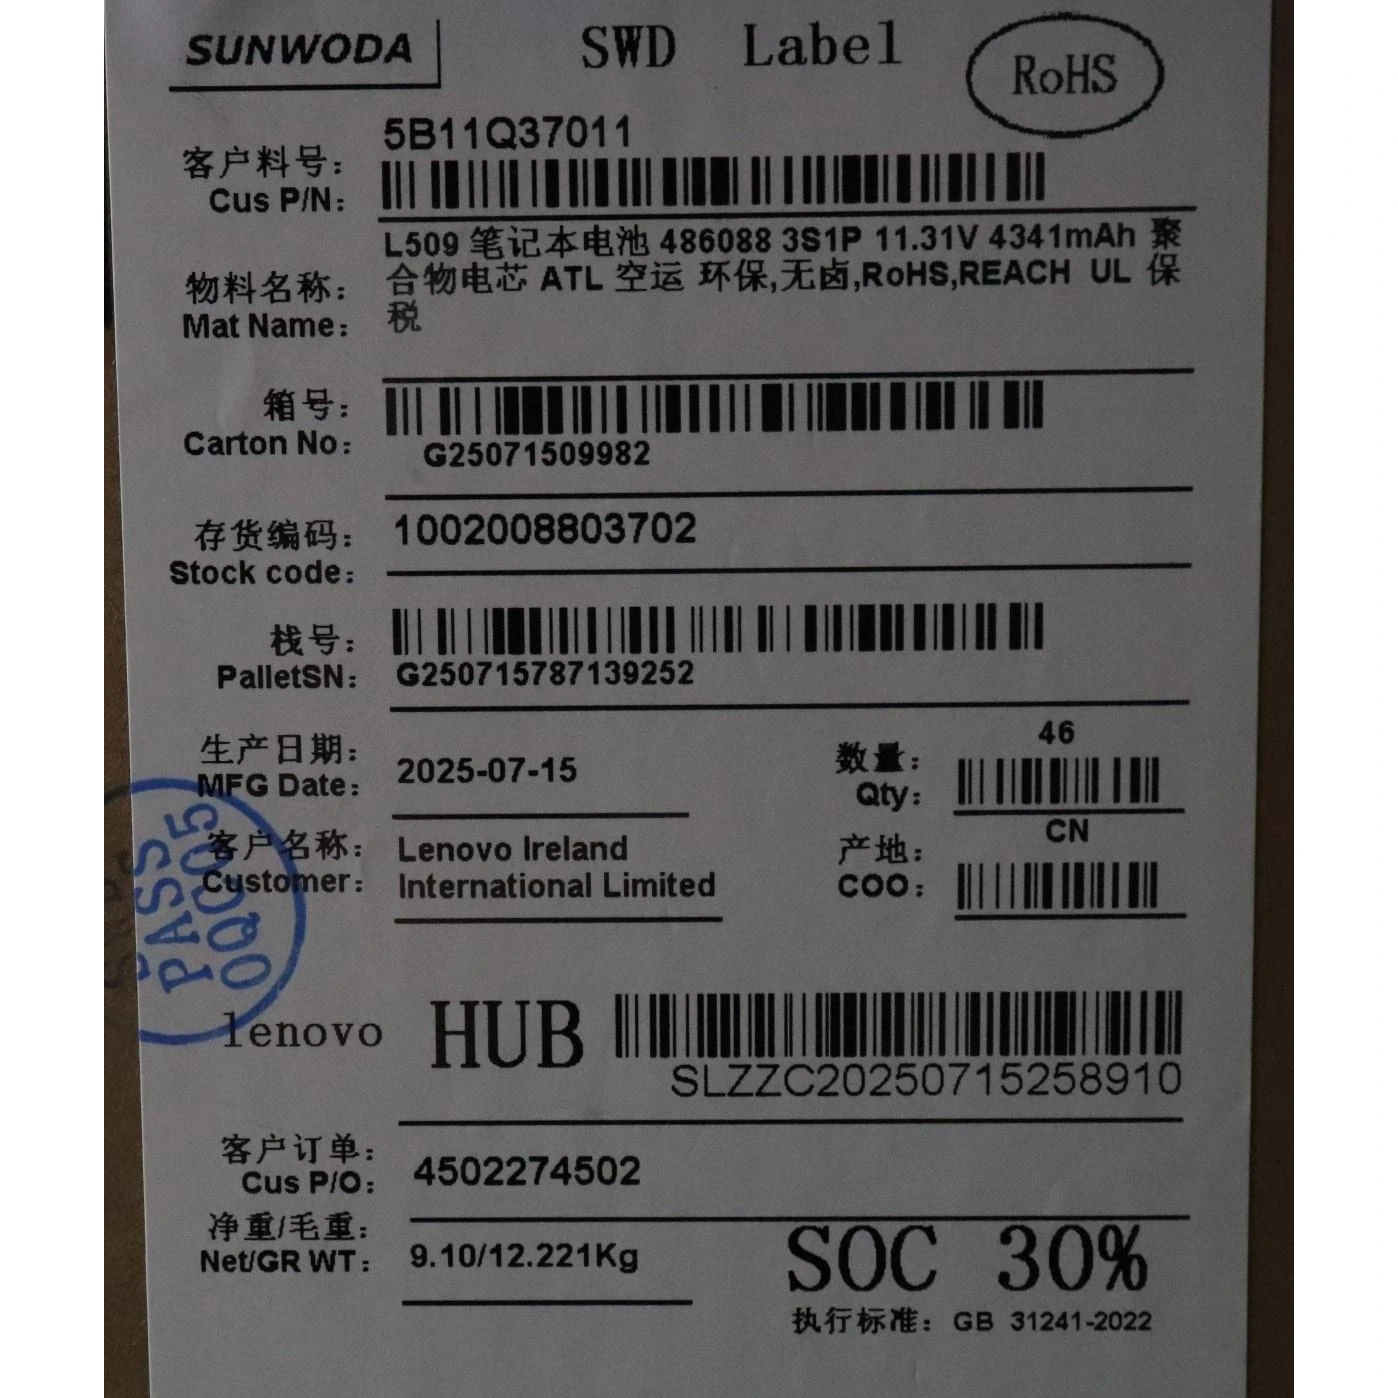 SUNWODA SWD Label RoHS
5B11Q37011
客户料号:
Cus P/N:
L509 笔记本电池 486088 3S1P 11.31V 4341mAh 聚
合物电芯 ATL 空运 环保,无卤,RoHS,REACH UL 保
税
物料名称:
Mat Name:
箱号:
Carton No:
G25071509982
存货编码:
Stock code:
1002008803702
栈号:
PalletSN:
G250715787139252
生产日期:
MFG Date:
2025-07-15
数量:
Qty:
46
客户名称:
Customer:
Lenovo Ireland
International Limited
产地:
COO:
CN
PASS
OQC05
lenovo HUB
SLZZC20250715258910
客户订单:
Cus P/O:
4502274502
净重/毛重:
Net/GR WT:
9.10/12.221Kg
SOC 30%
执行标准: GB 31241-2022